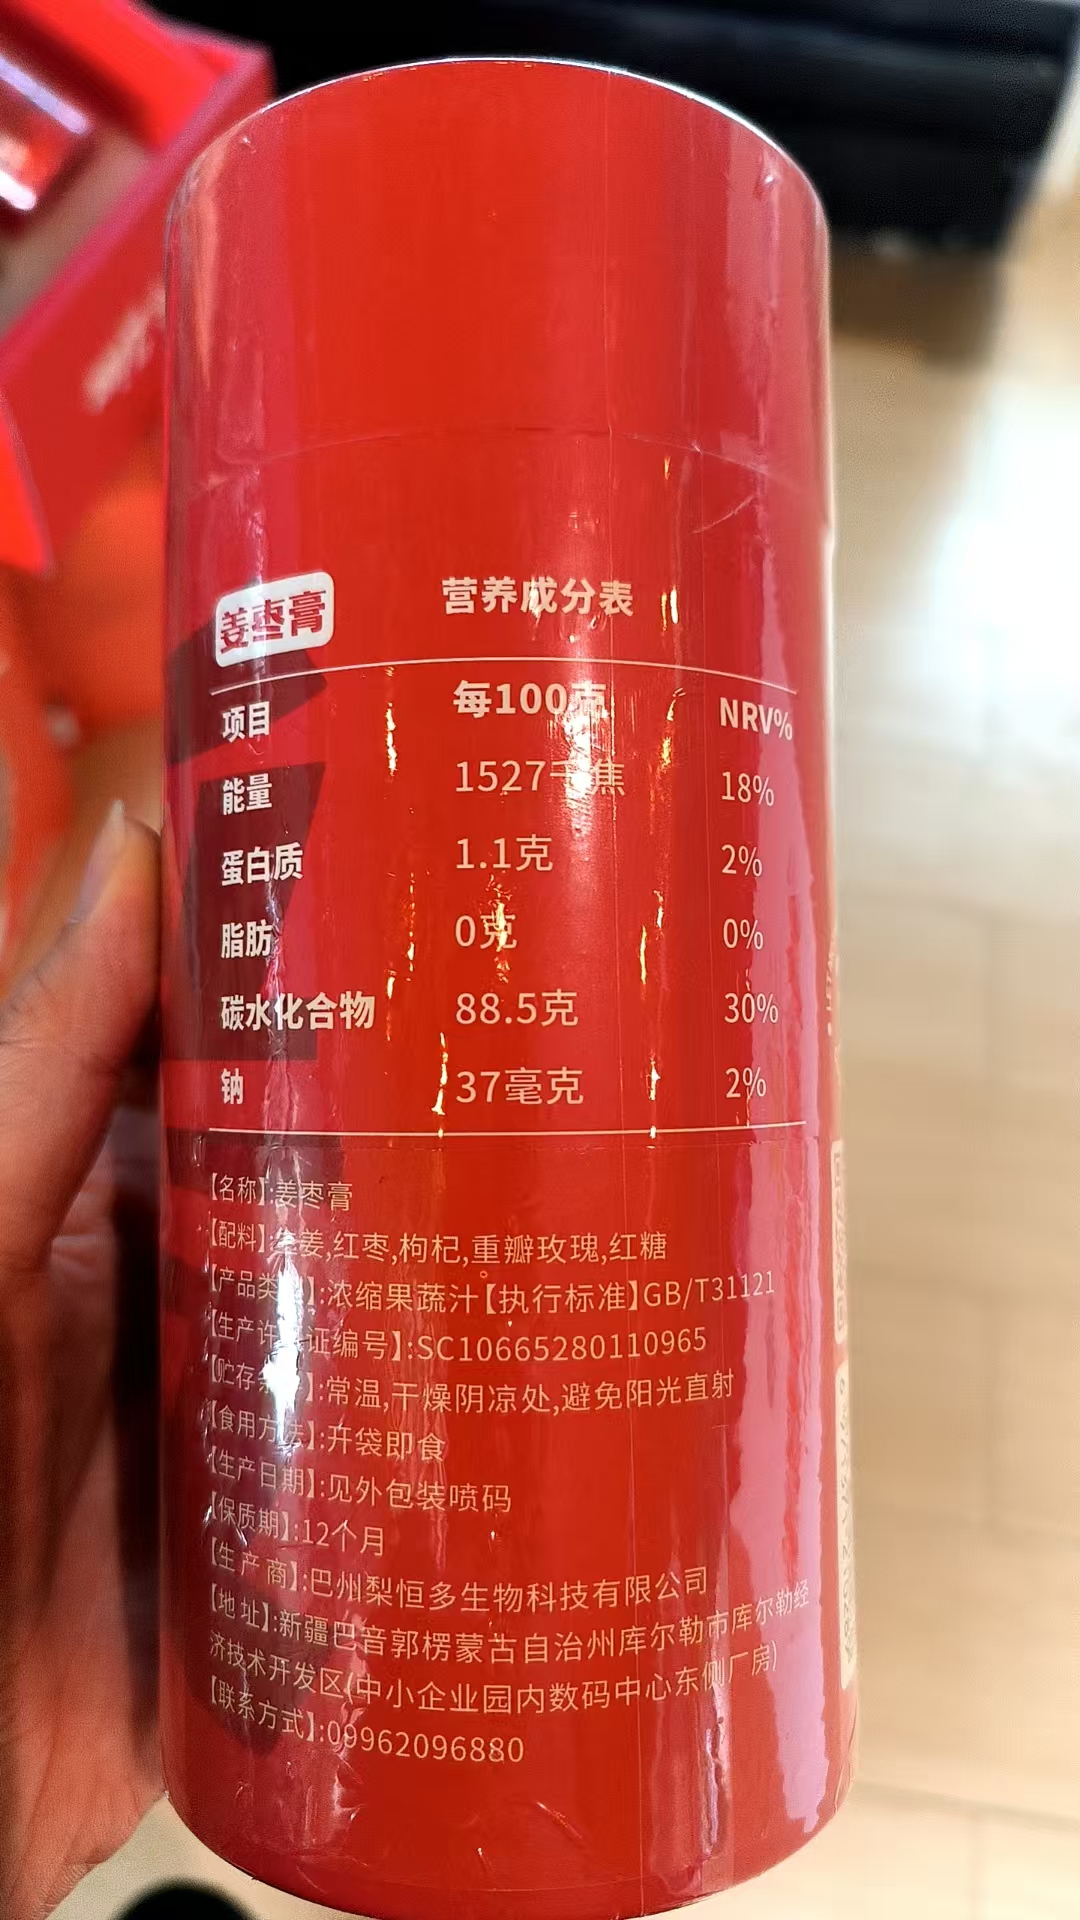 姜枣膏
营养成分表
项目 每100克 NRV%
能量 1527千焦 18%
蛋白质 1.1克 2%
脂肪 0克 0%
碳水化合物 88.5克 30%
钠 37毫克 2%
【名称】:姜枣膏
【配料】:生姜,红枣,枸杞,重瓣玫瑰,红糖
【产品类型】:浓缩果蔬汁【执行标准】GB/T31121
【生产许可证编号】:SC10665280110965
【贮存条件】:常温,干燥阴凉处,避免阳光直射
【食用方法】:开袋即食
【生产日期】:见外包装喷码
【保质期】:12个月
【生产商】:巴州梨恒多生物科技有限公司
【地址】:新疆巴音郭楞蒙古自治州库尔勒市库尔勒经
济技术开发区(中小企业园内数码中心东侧厂房)
【联系方式】:09962096880